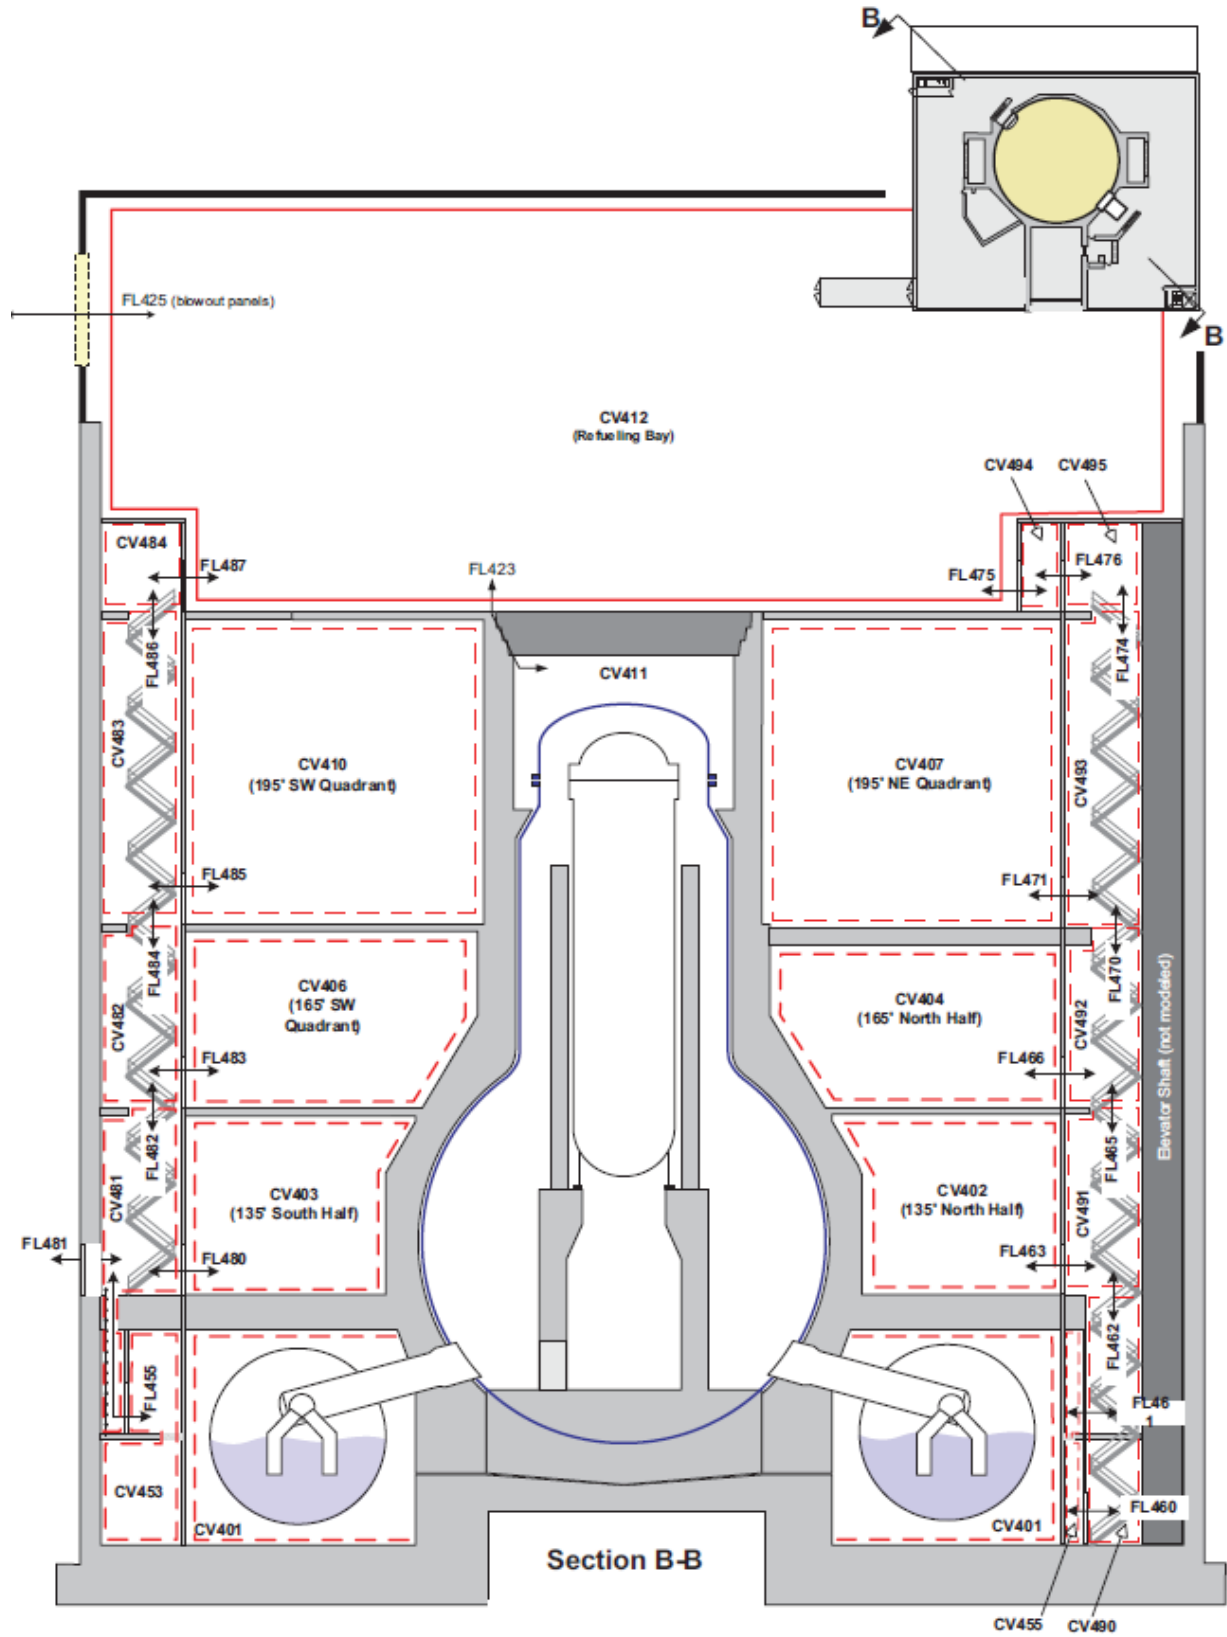 B
FL425 (blowout panels)
B
CV412
(Refueling Bay)
CV494
CV495
CV484
FL487
FL423
FL475
FL476
FL486
FL474
CV411
CV483
CV410
(195' SW Quadrant)
CV407
(195' NE Quadrant)
CV493
FL485
FL471
FL484
FL470
CV482
CV406
(165' SW
Quadrant)
CV404
(165' North Half)
CV492
Elevator Shaft (not modeled)
FL483
FL466
FL482
FL465
CV481
CV403
(135' South Half)
CV402
(135' North Half)
CV491
FL481
FL480
FL463
FL462
FL455
FL46
1
CV453
CV401
CV401
FL460
Section B-B
CV455
CV490